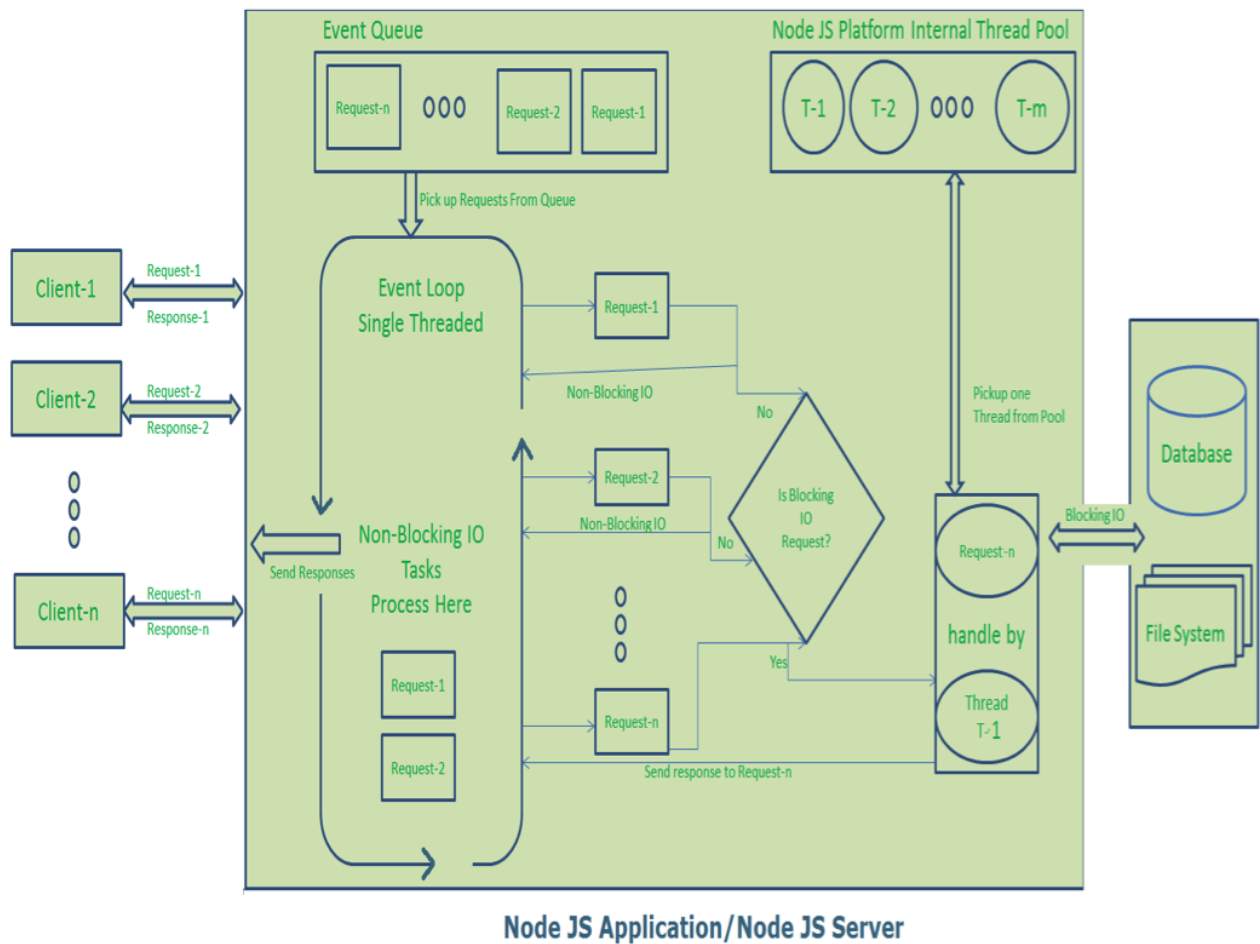 Event Queue
Node JS Platform Internal Thread Pool
Request-n
Request-2
Request-1
T-1
T-2
T-m
Pick up Requests From Queue
Client-1
Request-1
Response-1
Event Loop
Single Threaded
Request-1
Non-Blocking IO
No
Pickup one
Thread from Pool
Client-2
Request-2
Response-2
Request-2
Non-Blocking IO
No
Is Blocking
IO
Request?
Database
Blocking IO
Send Responses
Non-Blocking IO
Tasks
Process Here
Request-n
Client-n
Request-n
Response-n
handle by
File System
Yes
Request-1
Request-n
Thread
T-1
Request-2
Send response to Request-n
Node JS Application/Node JS Server